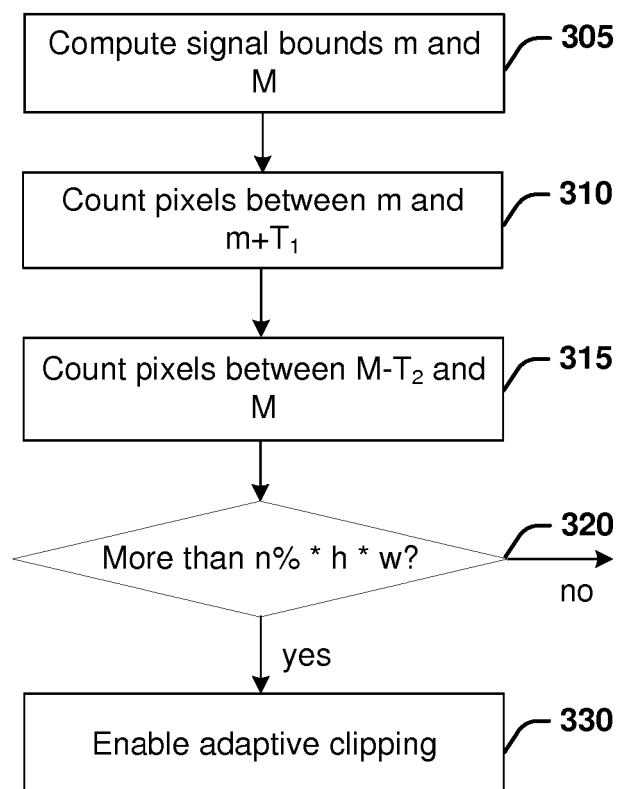 Compute signal bounds m and
M
305
Count pixels between m and
m+T₁
310
Count pixels between M-T₂ and
M
315
More than n% * h * w?
320
no
yes
Enable adaptive clipping
330